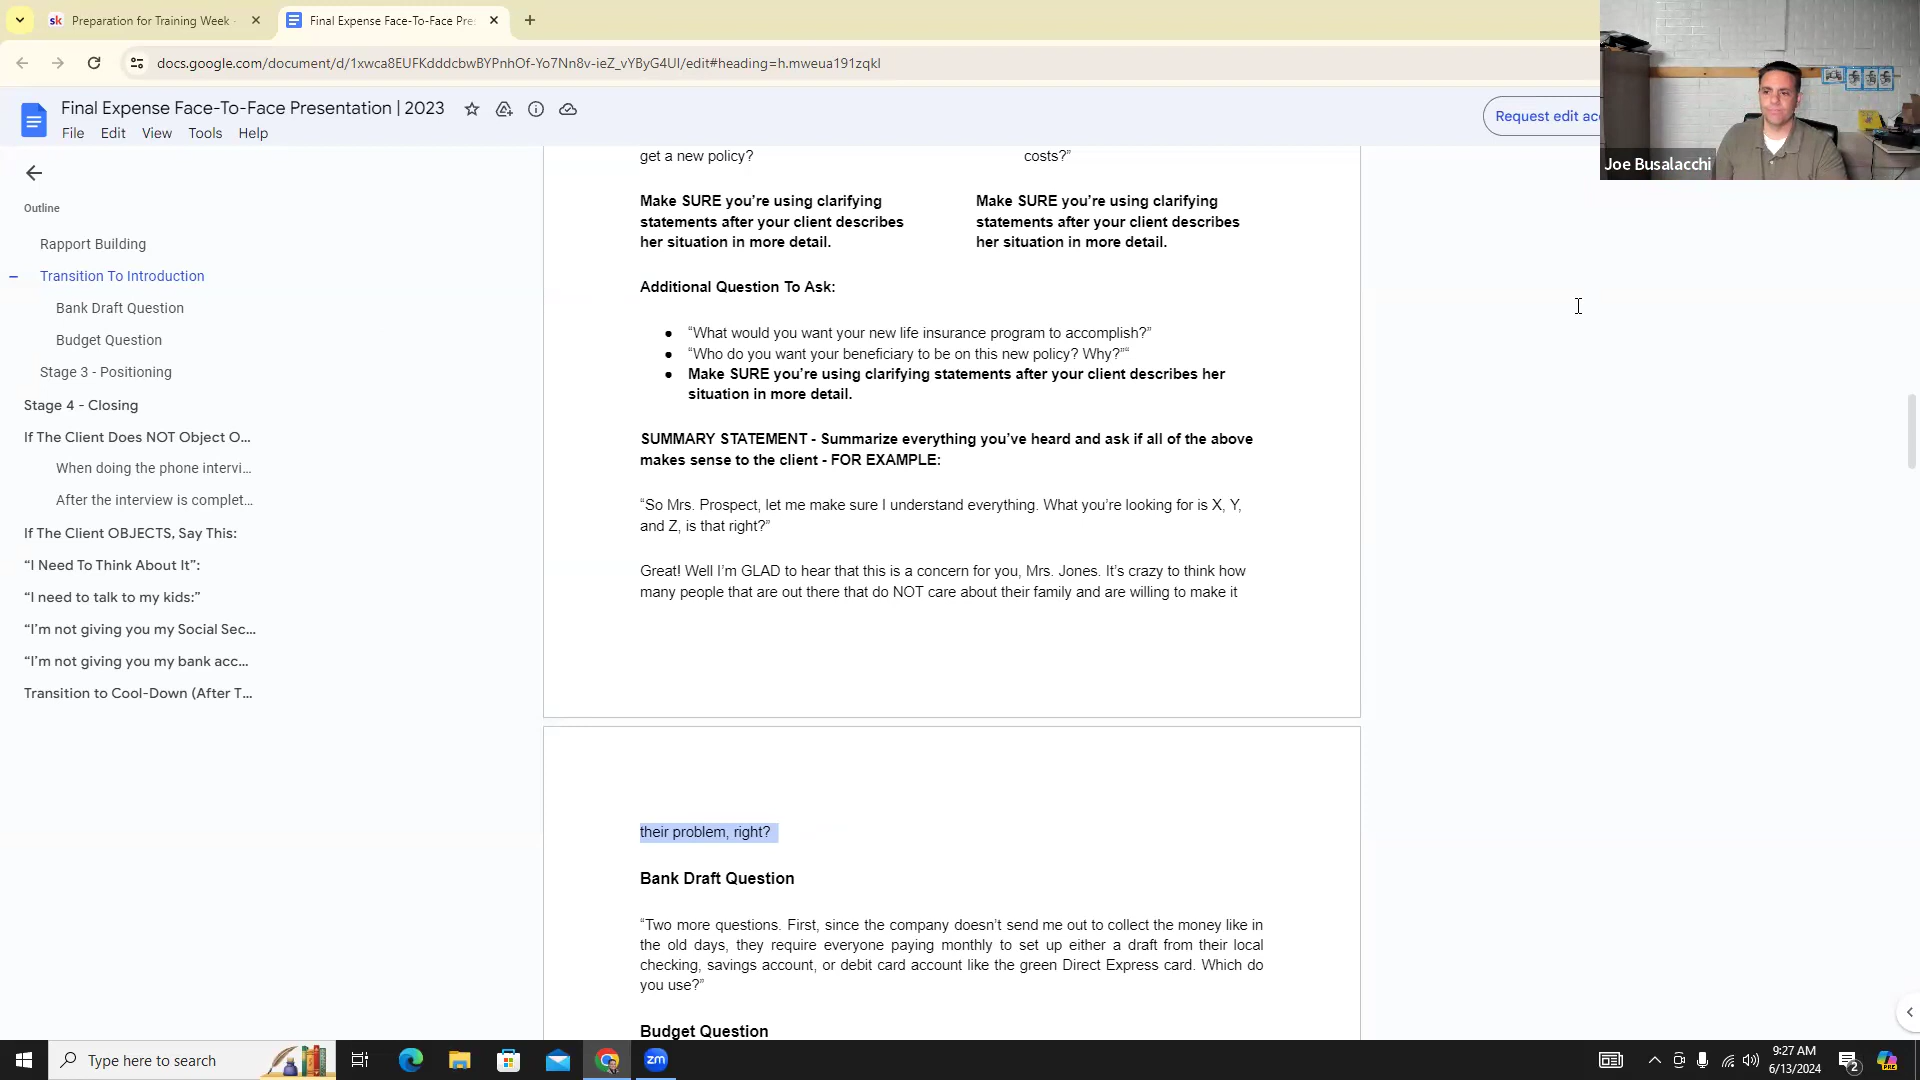 Preparation for Training Week
Final Expense Face-To-Face Pre
docs.google.com/document/d/1xwca8EUFKdddcbwBYPnhOf-Yo7Nn8v-ieZ_vYByG4UI/edit#heading=h.mweua191zqkl
Final Expense Face-To-Face Presentation | 2023
File Edit View Tools Help
Request edit acc
Joe Busalacchi
Outline
Rapport Building
Transition To Introduction
Bank Draft Question
Budget Question
Stage 3 - Positioning
Stage 4 - Closing
If The Client Does NOT Object O...
When doing the phone intervi...
After the interview is complet...
If The Client OBJECTS, Say This:
“I Need To Think About It”:
“I need to talk to my kids:”
“I’m not giving you my Social Sec...
“I’m not giving you my bank acc...
Transition to Cool-Down (After T...
get a new policy?
costs?”
Make SURE you’re using clarifying
statements after your client describes
her situation in more detail.
Make SURE you’re using clarifying
statements after your client describes
her situation in more detail.
Additional Question To Ask:
● “What would you want your new life insurance program to accomplish?”
● “Who do you want your beneficiary to be on this new policy? Why?”“
● Make SURE you’re using clarifying statements after your client describes her
situation in more detail.
SUMMARY STATEMENT - Summarize everything you’ve heard and ask if all of the above
makes sense to the client - FOR EXAMPLE:
“So Mrs. Prospect, let me make sure I understand everything. What you’re looking for is X, Y,
and Z, is that right?”
Great! Well I’m GLAD to hear that this is a concern for you, Mrs. Jones. It’s crazy to think how
many people that are out there that do NOT care about their family and are willing to make it
their problem, right?
Bank Draft Question
“Two more questions. First, since the company doesn’t send me out to collect the money like in
the old days, they require everyone paying monthly to set up either a draft from their local
checking, savings account, or debit card account like the green Direct Express card. Which do
you use?”
Budget Question
Type here to search
zm
9:27 AM
6/13/2024
2